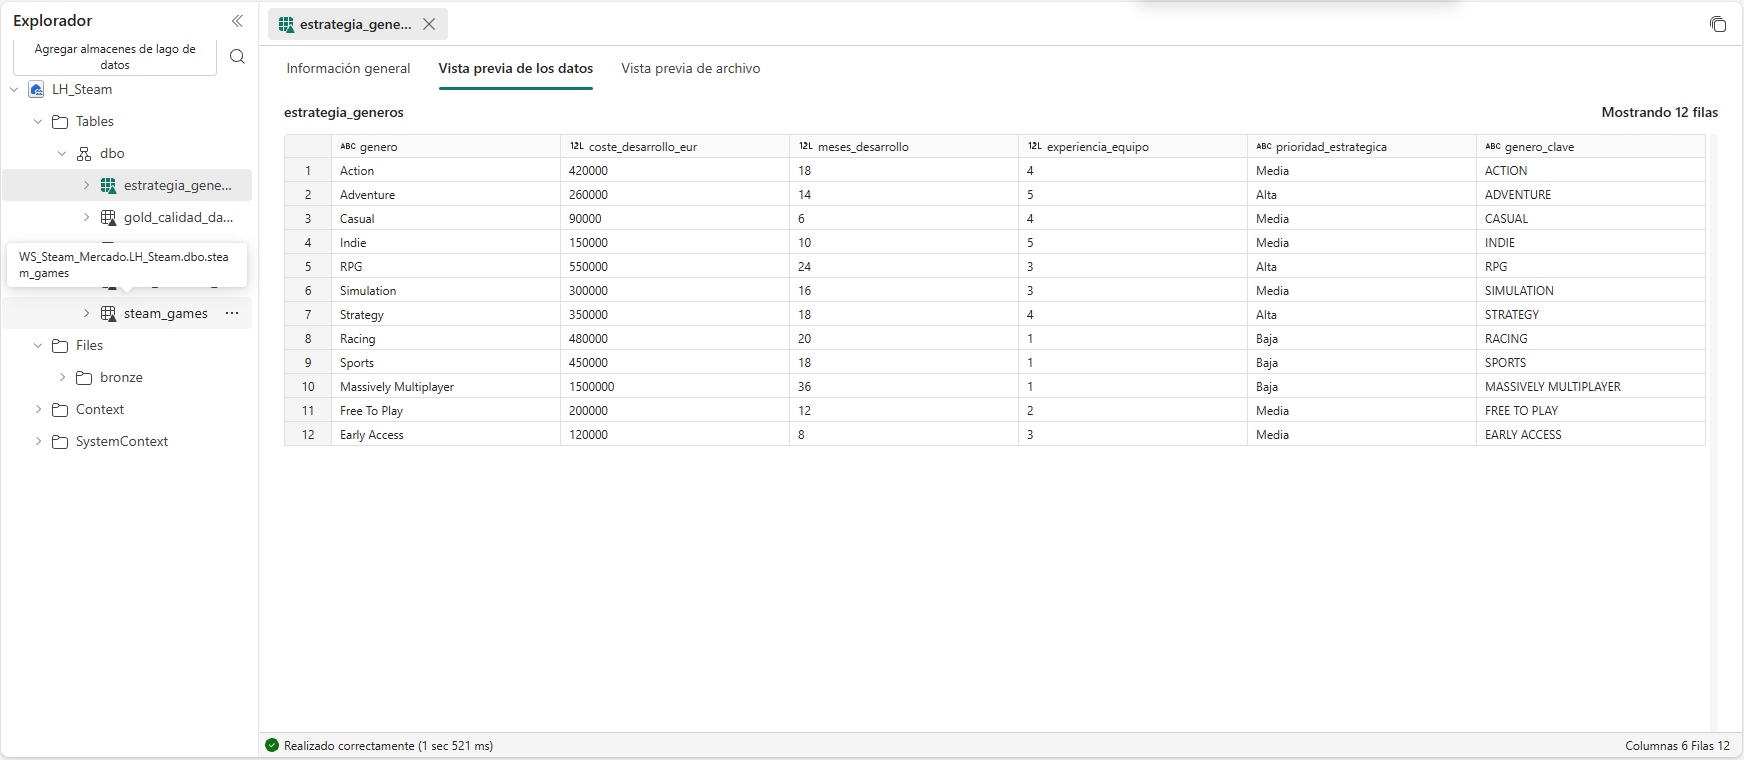 Explorador
Agregar almacenes de lago de
datos
LH_Steam
Tables
dbo
estrategia_gene...
gold_calidad_da...
WS_Steam_Mercado.LH_Steam.dbo.stea
m_games
steam_games
Files
bronze
Context
SystemContext
estrategia_gene...
Información general Vista previa de los datos Vista previa de archivo
estrategia_generos Mostrando 12 filas
ABC genero 12L coste_desarrollo_eur 12L meses_desarrollo 12L experiencia_equipo ABC prioridad_estrategica ABC genero_clave
1 Action 420000 18 4 Media ACTION
2 Adventure 260000 14 5 Alta ADVENTURE
3 Casual 90000 6 4 Media CASUAL
4 Indie 150000 10 5 Media INDIE
5 RPG 550000 24 3 Alta RPG
6 Simulation 300000 16 3 Media SIMULATION
7 Strategy 350000 18 4 Alta STRATEGY
8 Racing 480000 20 1 Baja RACING
9 Sports 450000 18 1 Baja SPORTS
10 Massively Multiplayer 1500000 36 1 Baja MASSIVELY MULTIPLAYER
11 Free To Play 200000 12 2 Media FREE TO PLAY
12 Early Access 120000 8 3 Media EARLY ACCESS
Realizado correctamente (1 sec 521 ms) Columnas 6 Filas 12